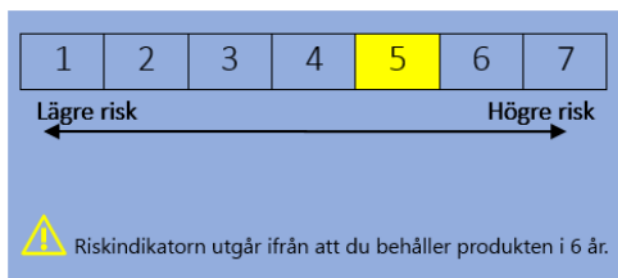 1 2 3 4 5 6 7
Lägre risk Högre risk
Riskindikatorn utgår ifrån att du behåller produkten i 6 år.